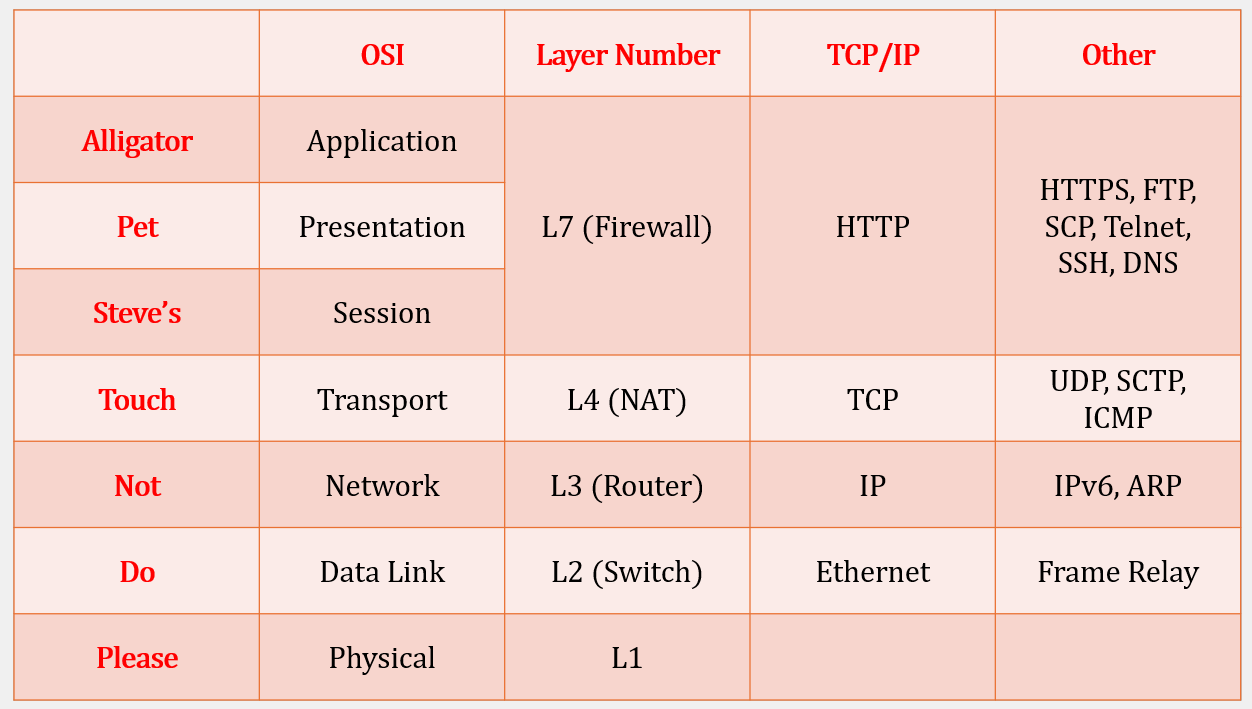 OSI Layer Number TCP/IP Other
Alligator Application
Pet Presentation L7 (Firewall) HTTP HTTPS, FTP,
SCP, Telnet,
SSH, DNS
Steve’s Session
Touch Transport L4 (NAT) TCP UDP, SCTP,
ICMP
Not Network L3 (Router) IP IPv6, ARP
Do Data Link L2 (Switch) Ethernet Frame Relay
Please Physical L1